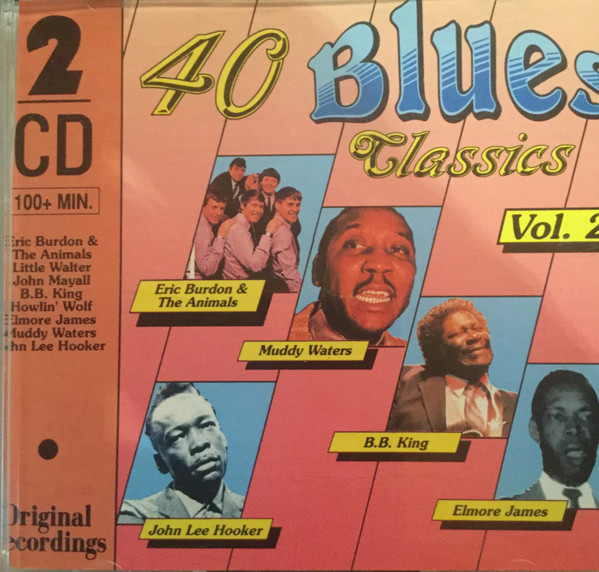 2
CD
100+ MIN.
Eric Burdon &
The Animals
Little Walter
John Mayall
B.B. King
Howlin' Wolf
Elmore James
Muddy Waters
hn Lee Hooker
Original
ecordings
40 Blues
Classics
Vol. 2
Eric Burdon &
The Animals
Muddy Waters
B.B. King
Elmore James
John Lee Hooker